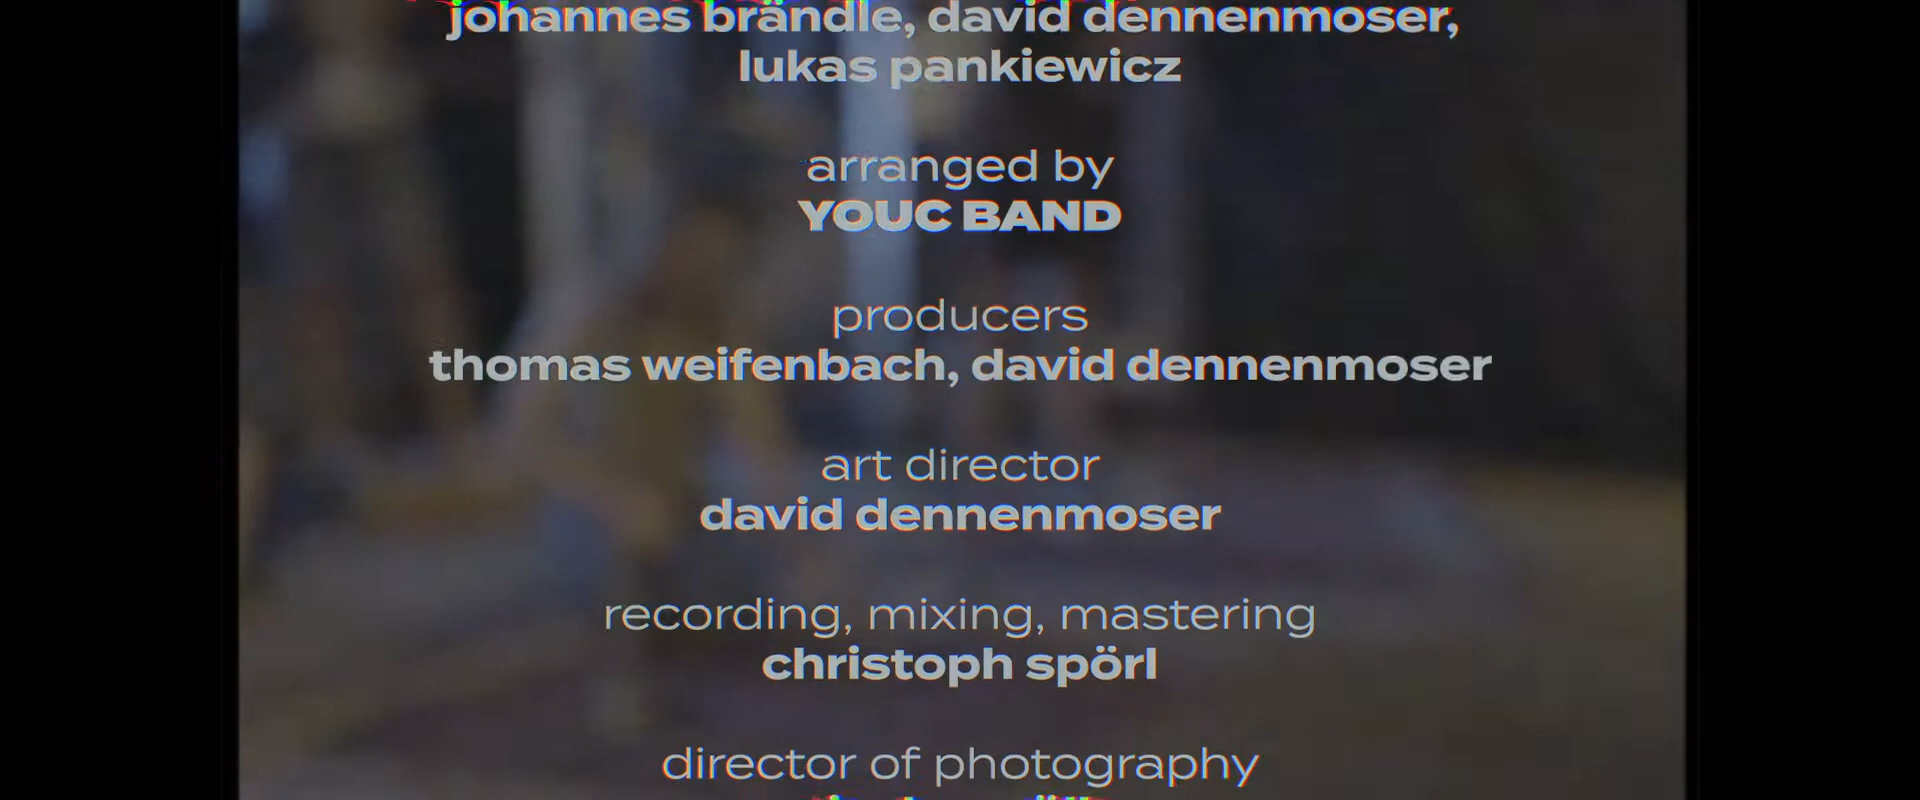 johannes brändle, david dennenmoser,
lukas pankiewicz
arranged by
YOUC BAND
producers
thomas weifenbach, david dennenmoser
art director
david dennenmoser
recording, mixing, mastering
christoph spörl
director of photography